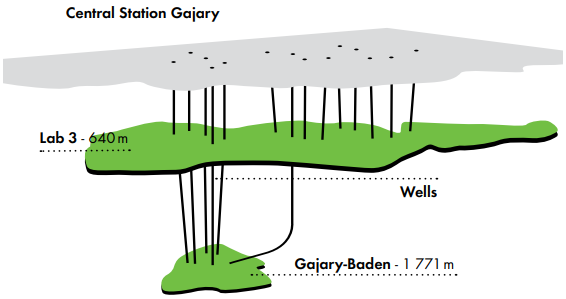 Central Station Gajary
Lab 3 - 640 m
Wells
Gajary-Baden - 1 771 m